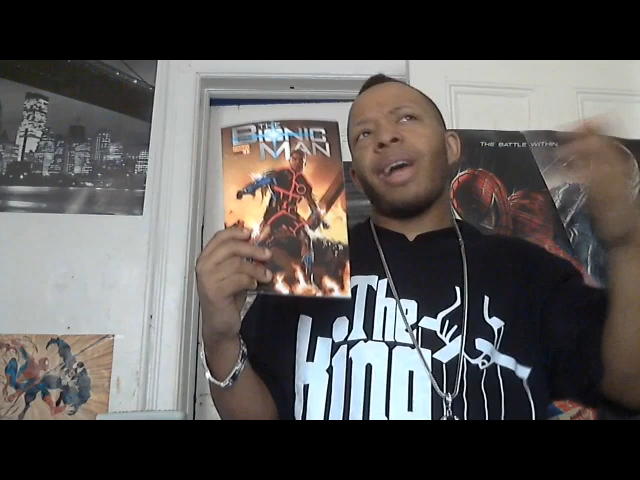 THE
BIONIC
MAN
THE BATTLE WITHIN
The
King